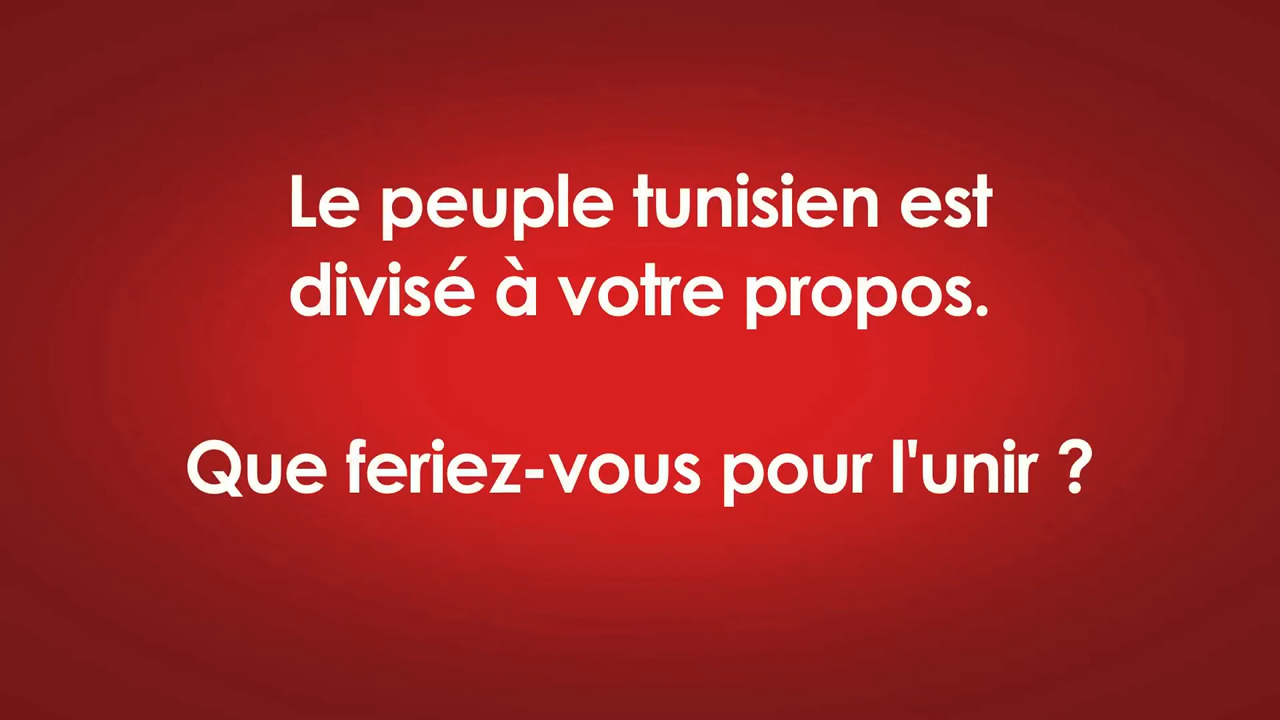 Le peuple tunisien est
divisé à votre propos.
Que feriez-vous pour l'unir ?